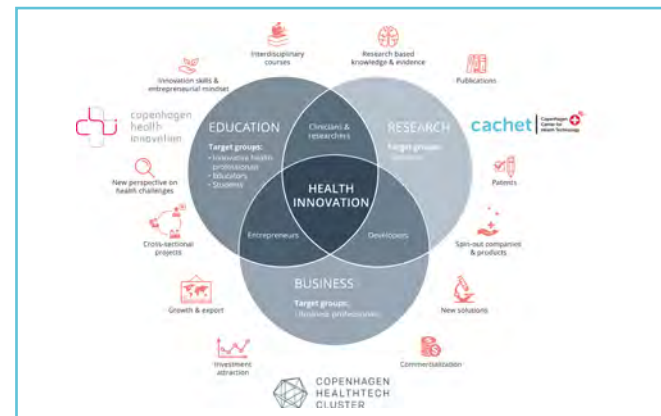 Interdisciplinary
courses
Research based
knowledge & evidence
Innovation skills &
entrepreneurial mindset
Publications
copenhagen
health
innovation
EDUCATION
Target groups:
• Innovative health
professionals
• Educators
• Students
Clinicians &
researchers
RESEARCH
Target groups:
cachet
Copenhagen
Center for
Health Technology
New perspective on
health challenges
HEALTH
INNOVATION
Patents
Cross-sectional
projects
Entrepreneurs
Developers
Spin-out companies
& products
BUSINESS
Target groups:
• Business professionals
Growth & export
New solutions
Investment
attraction
Commercialization
COPENHAGEN
HEALTHTECH
CLUSTER